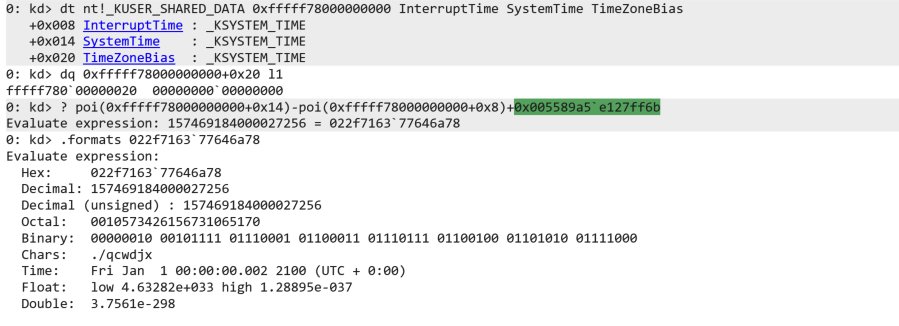 0: kd> dt nt!_KUSER_SHARED_DATA 0xfffff78000000000 InterruptTime SystemTime TimeZoneBias
   +0x008 InterruptTime : _KSYSTEM_TIME
   +0x014 SystemTime    : _KSYSTEM_TIME
   +0x020 TimeZoneBias  : _KSYSTEM_TIME
0: kd> dq 0xfffff78000000000+0x20 l1
fffff780`00000020  00000000`00000000
0: kd> ? poi(0xfffff78000000000+0x14)-poi(0xfffff78000000000+0x8)+0x005589a5`e127ff6b
Evaluate expression: 157469184000027256 = 022f7163`77646a78
0: kd> .formats 022f7163`77646a78
Evaluate expression:
  Hex:     022f7163`77646a78
  Decimal: 157469184000027256
  Decimal (unsigned) : 157469184000027256
  Octal:   0010573426156731065170
  Binary:  00000010 00101111 01110001 01100011 01110111 01100100 01101010 01111000
  Chars:   ./qcwdjx
  Time:    Fri Jan  1 00:00:00.002 2100 (UTC + 0:00)
  Float:   low 4.63282e+033 high 1.28895e-037
  Double:  3.7561e-298